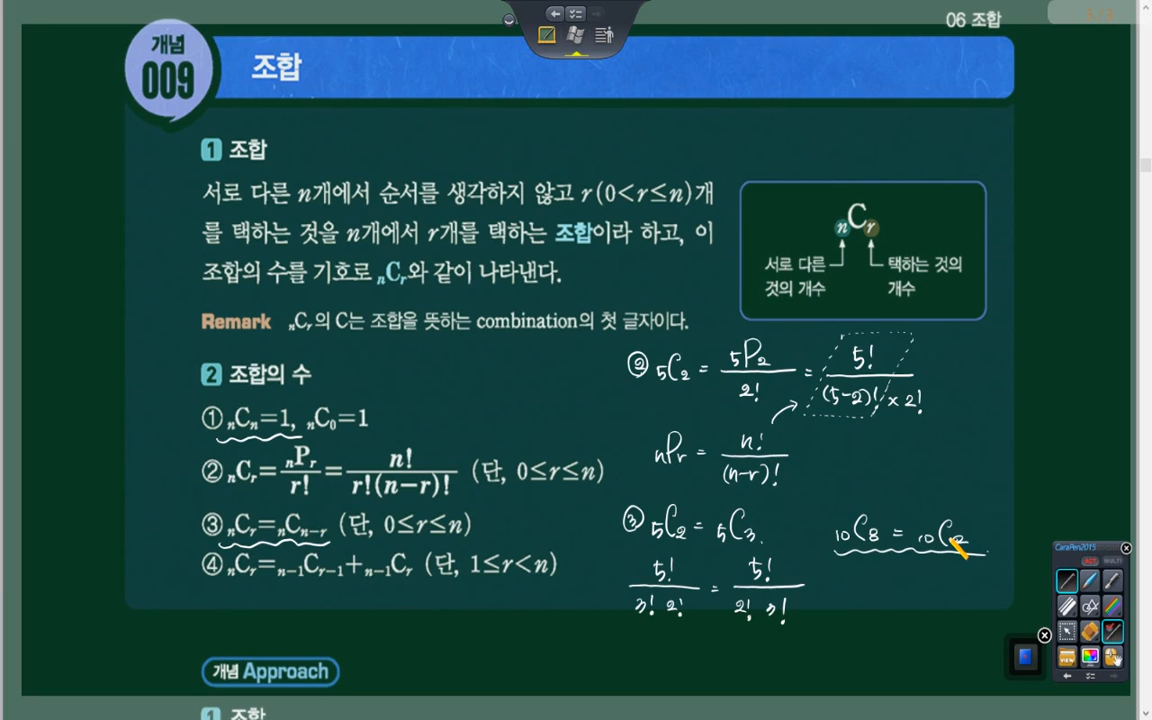 06 조합
개념
009
조합
1 조합
서로 다른 n개에서 순서를 생각하지 않고 r(0<r≤n)개
를 택하는 것을 n개에서 r개를 택하는 조합이라 하고, 이
조합의 수를 기호로 ₙCᵣ와 같이 나타낸다.
ₙCᵣ
서로 다른
것의 개수
택하는 것의
개수
Remark ₙCᵣ의 C는 조합을 뜻하는 combination의 첫 글자이다.
2 조합의 수
① ₙCₙ=1, ₙC₀=1
② ₙCᵣ=ₙPᵣ/r!=n!/r!(n−r)! (단, 0≤r≤n)
③ ₙCᵣ=ₙCₙ₋ᵣ (단, 0≤r≤n)
④ ₙCᵣ=ₙ₋₁Cᵣ₋₁+ₙ₋₁Cᵣ (단, 1≤r<n)
② ₅C₂ = ₅P₂/2! = 5!/(5-2)! × 2!
nPr = n!/(n-r)!
③ ₅C₂ = ₅C₃.
5!/3! 2! = 5!/2! 3!
₁₀C₈ = ₁₀C₂
개념 Approach
1 조합
CaraPen2015